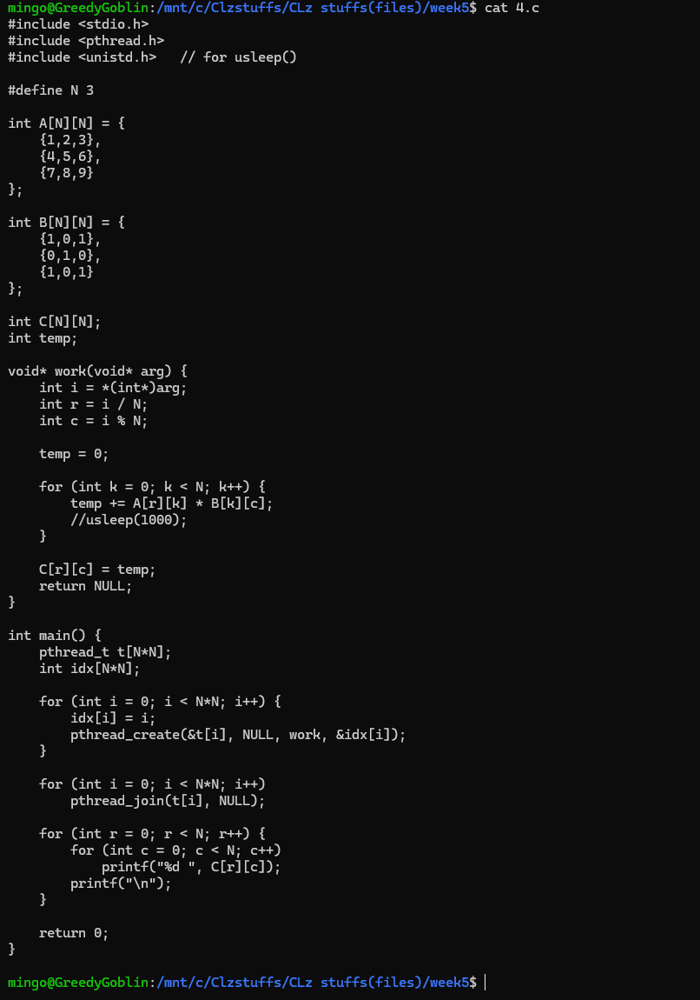 mingo@GreedyGoblin:/mnt/c/Clzstuffs/CLz stuffs(files)/week5$ cat 4.c
#include <stdio.h>
#include <pthread.h>
#include <unistd.h>   // for usleep()

#define N 3

int A[N][N] = {
    {1,2,3},
    {4,5,6},
    {7,8,9}
};

int B[N][N] = {
    {1,0,1},
    {0,1,0},
    {1,0,1}
};

int C[N][N];
int temp;

void* work(void* arg) {
    int i = *(int*)arg;
    int r = i / N;
    int c = i % N;

    temp = 0;

    for (int k = 0; k < N; k++) {
        temp += A[r][k] * B[k][c];
        //usleep(1000);
    }

    C[r][c] = temp;
    return NULL;
}

int main() {
    pthread_t t[N*N];
    int idx[N*N];

    for (int i = 0; i < N*N; i++) {
        idx[i] = i;
        pthread_create(&t[i], NULL, work, &idx[i]);
    }

    for (int i = 0; i < N*N; i++)
        pthread_join(t[i], NULL);

    for (int r = 0; r < N; r++) {
        for (int c = 0; c < N; c++)
            printf("%d ", C[r][c]);
        printf("\n");
    }

    return 0;
}

mingo@GreedyGoblin:/mnt/c/Clzstuffs/CLz stuffs(files)/week5$